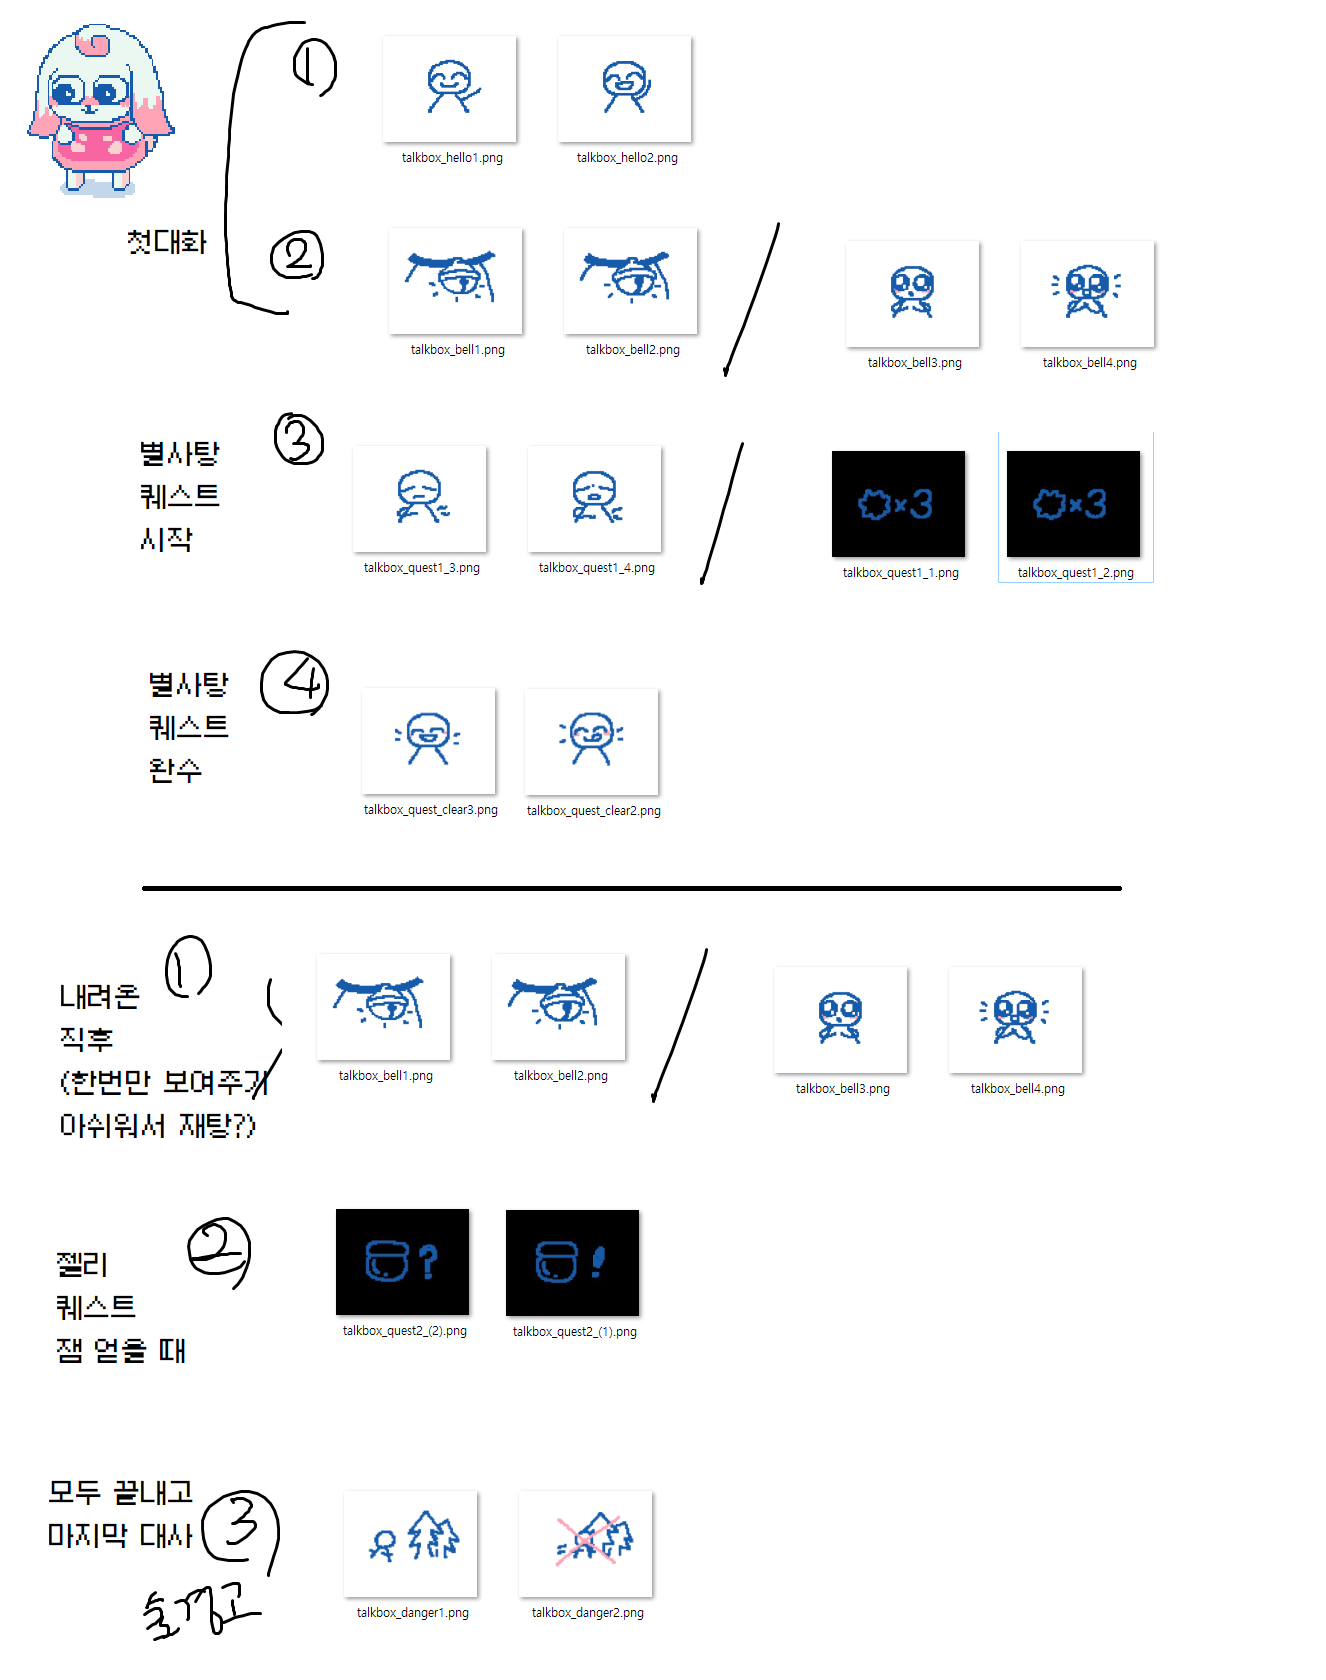 ①
talkbox_hello1.png talkbox_hello2.png
첫대화
②
talkbox_bell1.png talkbox_bell2.png talkbox_bell3.png talkbox_bell4.png
별사탕
퀘스트
시작
③
×3 ×3
talkbox_quest1_3.png talkbox_quest1_4.png talkbox_quest1_1.png talkbox_quest1_2.png
별사탕
퀘스트
완수
④
talkbox_quest_clear3.png talkbox_quest_clear2.png
①
내려온
직후
(한번만 보여주기
아쉬워서 재탕?)
talkbox_bell1.png talkbox_bell2.png talkbox_bell3.png talkbox_bell4.png
②
젤리
퀘스트
잼 얻을 때
? !
talkbox_quest2_(2).png talkbox_quest2_(1).png
모두 끝내고
마지막 대사
③
talkbox_danger1.png talkbox_danger2.png